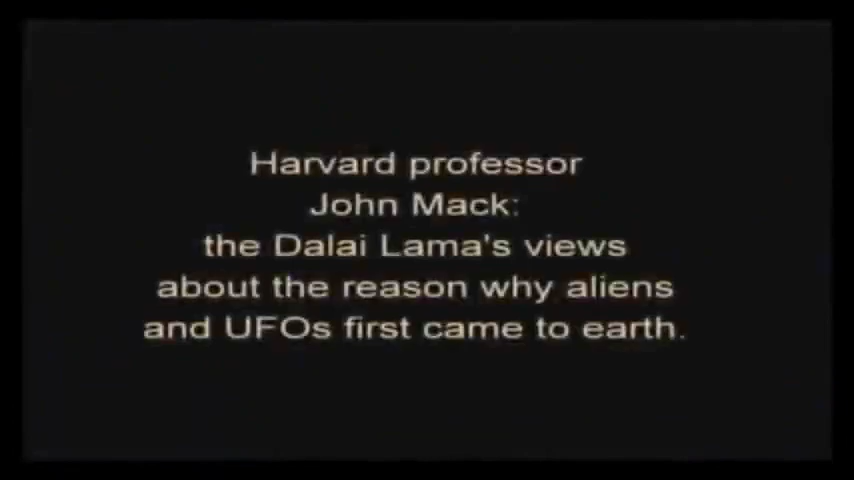 Harvard professor
John Mack:
the Dalai Lama's views
about the reason why aliens
and UFOs first came to earth.